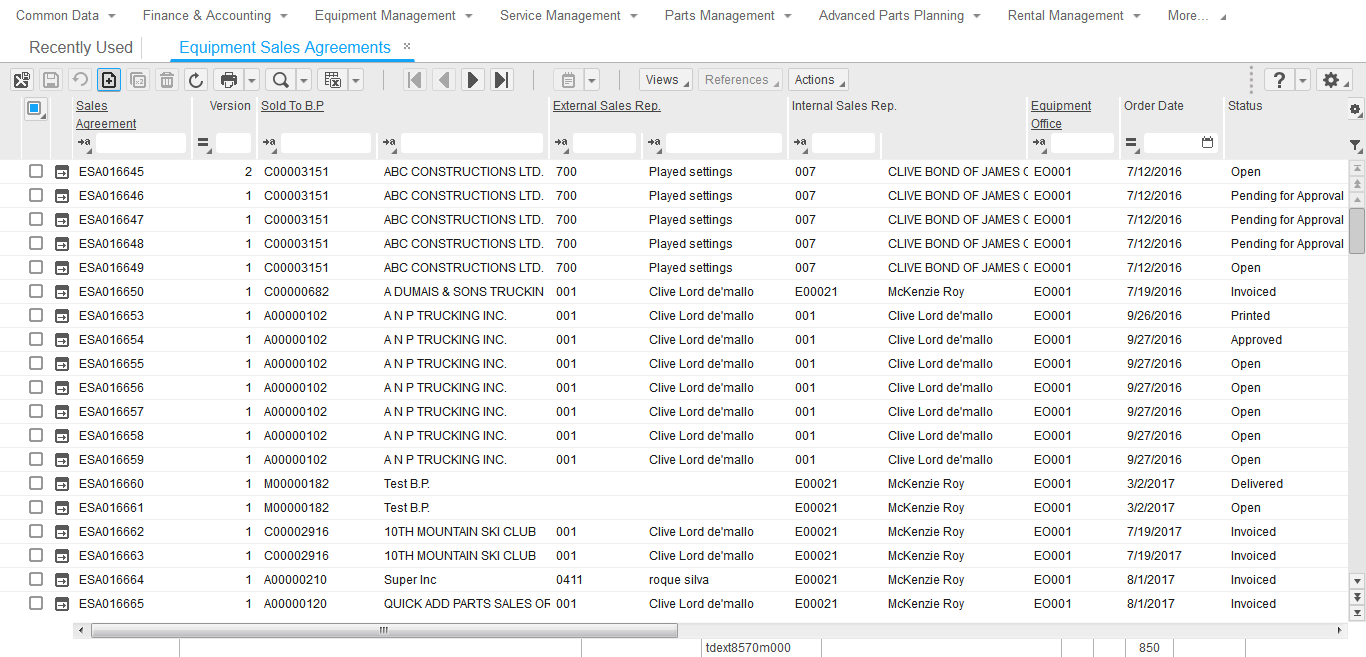 Common Data Finance & Accounting Equipment Management Service Management Parts Management Advanced Parts Planning Rental Management More...
Recently Used Equipment Sales Agreements ×
Views References Actions ?
Sales Agreement Version Sold To B.P External Sales Rep. Internal Sales Rep. Equipment Office Order Date Status
ESA016645 2 C00003151 ABC CONSTRUCTIONS LTD. 700 Played settings 007 CLIVE BOND OF JAMES EO001 7/12/2016 Open
ESA016646 1 C00003151 ABC CONSTRUCTIONS LTD. 700 Played settings 007 CLIVE BOND OF JAMES EO001 7/12/2016 Pending for Approval
ESA016647 1 C00003151 ABC CONSTRUCTIONS LTD. 700 Played settings 007 CLIVE BOND OF JAMES EO001 7/12/2016 Pending for Approval
ESA016648 1 C00003151 ABC CONSTRUCTIONS LTD. 700 Played settings 007 CLIVE BOND OF JAMES EO001 7/12/2016 Pending for Approval
ESA016649 1 C00003151 ABC CONSTRUCTIONS LTD. 700 Played settings 007 CLIVE BOND OF JAMES EO001 7/12/2016 Open
ESA016650 1 C00000682 A DUMAIS & SONS TRUCKIN 001 Clive Lord de'mallo E00021 McKenzie Roy EO001 7/19/2016 Invoiced
ESA016653 1 A00000102 A N P TRUCKING INC. 001 Clive Lord de'mallo 001 Clive Lord de'mallo EO001 9/26/2016 Printed
ESA016654 1 A00000102 A N P TRUCKING INC. 001 Clive Lord de'mallo 001 Clive Lord de'mallo EO001 9/27/2016 Approved
ESA016655 1 A00000102 A N P TRUCKING INC. 001 Clive Lord de'mallo 001 Clive Lord de'mallo EO001 9/27/2016 Open
ESA016656 1 A00000102 A N P TRUCKING INC. 001 Clive Lord de'mallo 001 Clive Lord de'mallo EO001 9/27/2016 Open
ESA016657 1 A00000102 A N P TRUCKING INC. 001 Clive Lord de'mallo 001 Clive Lord de'mallo EO001 9/27/2016 Open
ESA016658 1 A00000102 A N P TRUCKING INC. 001 Clive Lord de'mallo 001 Clive Lord de'mallo EO001 9/27/2016 Open
ESA016659 1 A00000102 A N P TRUCKING INC. 001 Clive Lord de'mallo 001 Clive Lord de'mallo EO001 9/27/2016 Open
ESA016660 1 M00000182 Test B.P. E00021 McKenzie Roy EO001 3/2/2017 Delivered
ESA016661 1 M00000182 Test B.P. E00021 McKenzie Roy EO001 3/2/2017 Open
ESA016662 1 C00002916 10TH MOUNTAIN SKI CLUB 001 Clive Lord de'mallo E00021 McKenzie Roy EO001 7/19/2017 Invoiced
ESA016663 1 C00002916 10TH MOUNTAIN SKI CLUB 001 Clive Lord de'mallo E00021 McKenzie Roy EO001 7/19/2017 Invoiced
ESA016664 1 A00000210 Super Inc 0411 roque silva E00021 McKenzie Roy EO001 8/1/2017 Invoiced
ESA016665 1 A00000120 QUICK ADD PARTS SALES OR 001 Clive Lord de'mallo E00021 McKenzie Roy EO001 8/1/2017 Invoiced
tdext8570m000 850